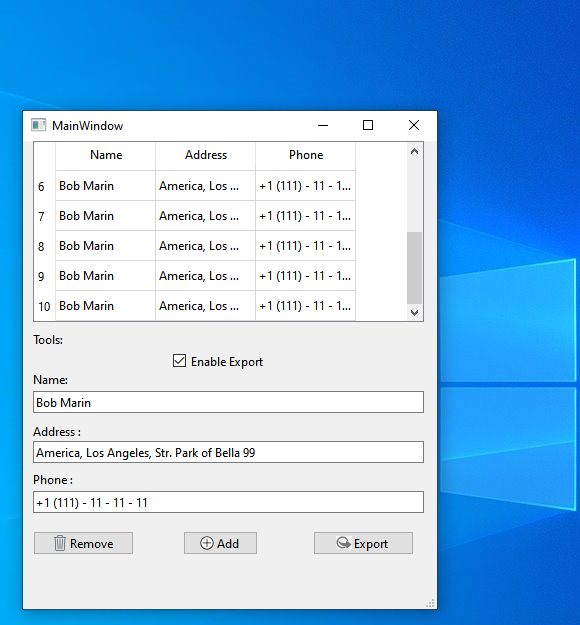 MainWindow
Name Address Phone
6 Bob Marin America, Los ... +1 (111) - 11 - 1...
7 Bob Marin America, Los ... +1 (111) - 11 - 1...
8 Bob Marin America, Los ... +1 (111) - 11 - 1...
9 Bob Marin America, Los ... +1 (111) - 11 - 1...
10 Bob Marin America, Los ... +1 (111) - 11 - 1...
Tools:
Enable Export
Name:
Bob Marin
Address :
America, Los Angeles, Str. Park of Bella 99
Phone :
+1 (111) - 11 - 11 - 11
Remove Add Export